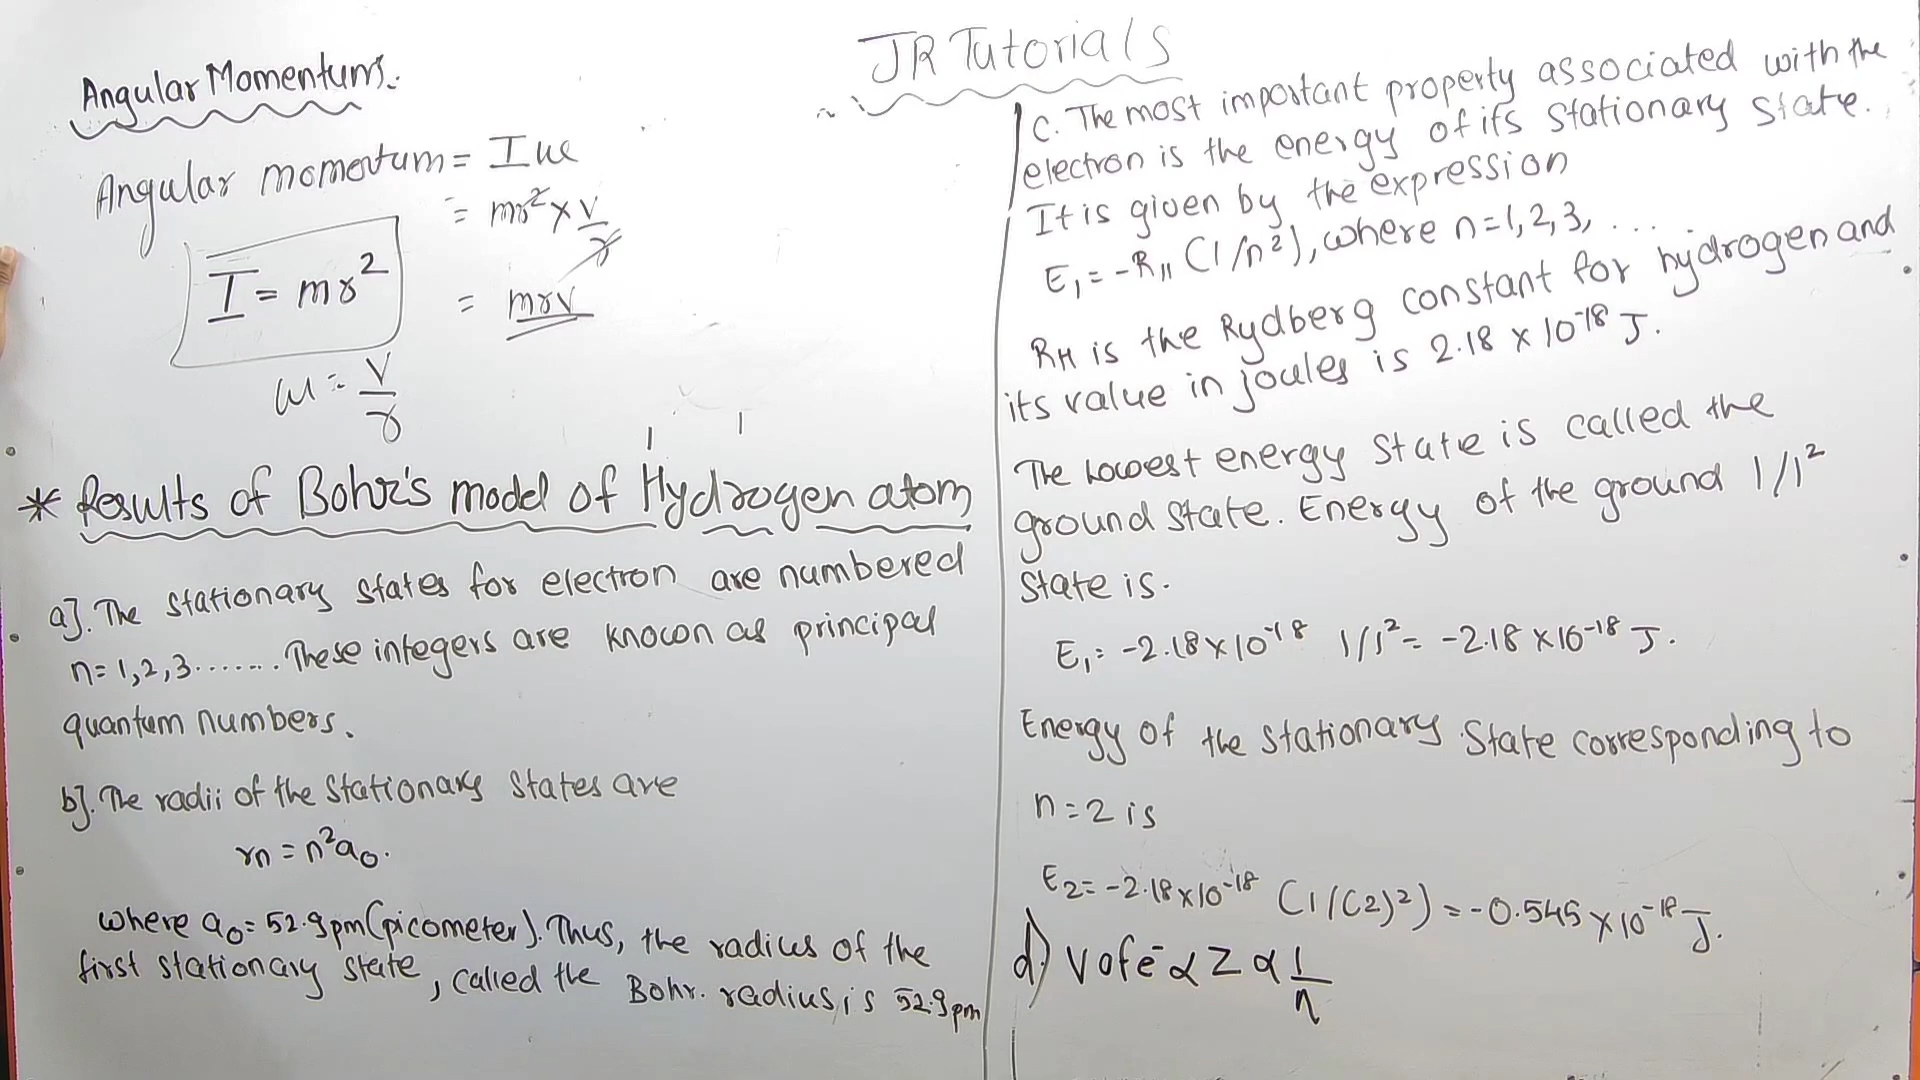 JR Tutorials
Angular Momentum.
Angular momentum = Iω
= mr² × v/r
I = mr²
= mrv
ω = v/r
* Results of Bohr's model of Hydrogen atom
a]. The stationary states for electron are numbered
n = 1,2,3....... These integers are known as principal
quantum numbers.
b]. The radii of the stationary states are
rn = n²a₀.
where a₀ = 52.9pm (picometer). Thus, the radius of the
first stationary state, called the Bohr. radius, is 52.9pm
C. The most important property associated with the
electron is the energy of its stationary state.
It is given by the expression
E₁ = -R_H (1/n²), where n=1,2,3, ...
RH is the Rydberg constant for hydrogen and
its value in joules is 2.18 × 10⁻¹⁸ J.
The Lowest energy state is called the
ground state. Energy of the ground 1/1²
state is.
E₁ = -2.18×10⁻¹⁸ 1/1² = -2.18 × 10⁻¹⁸ J.
Energy of the stationary state corresponding to
n = 2 is
E₂ = -2.18×10⁻¹⁸ (1/(2)²) = -0.545 × 10⁻¹⁸ J.
d) V of e⁻ ∝ Z ∝ 1/n